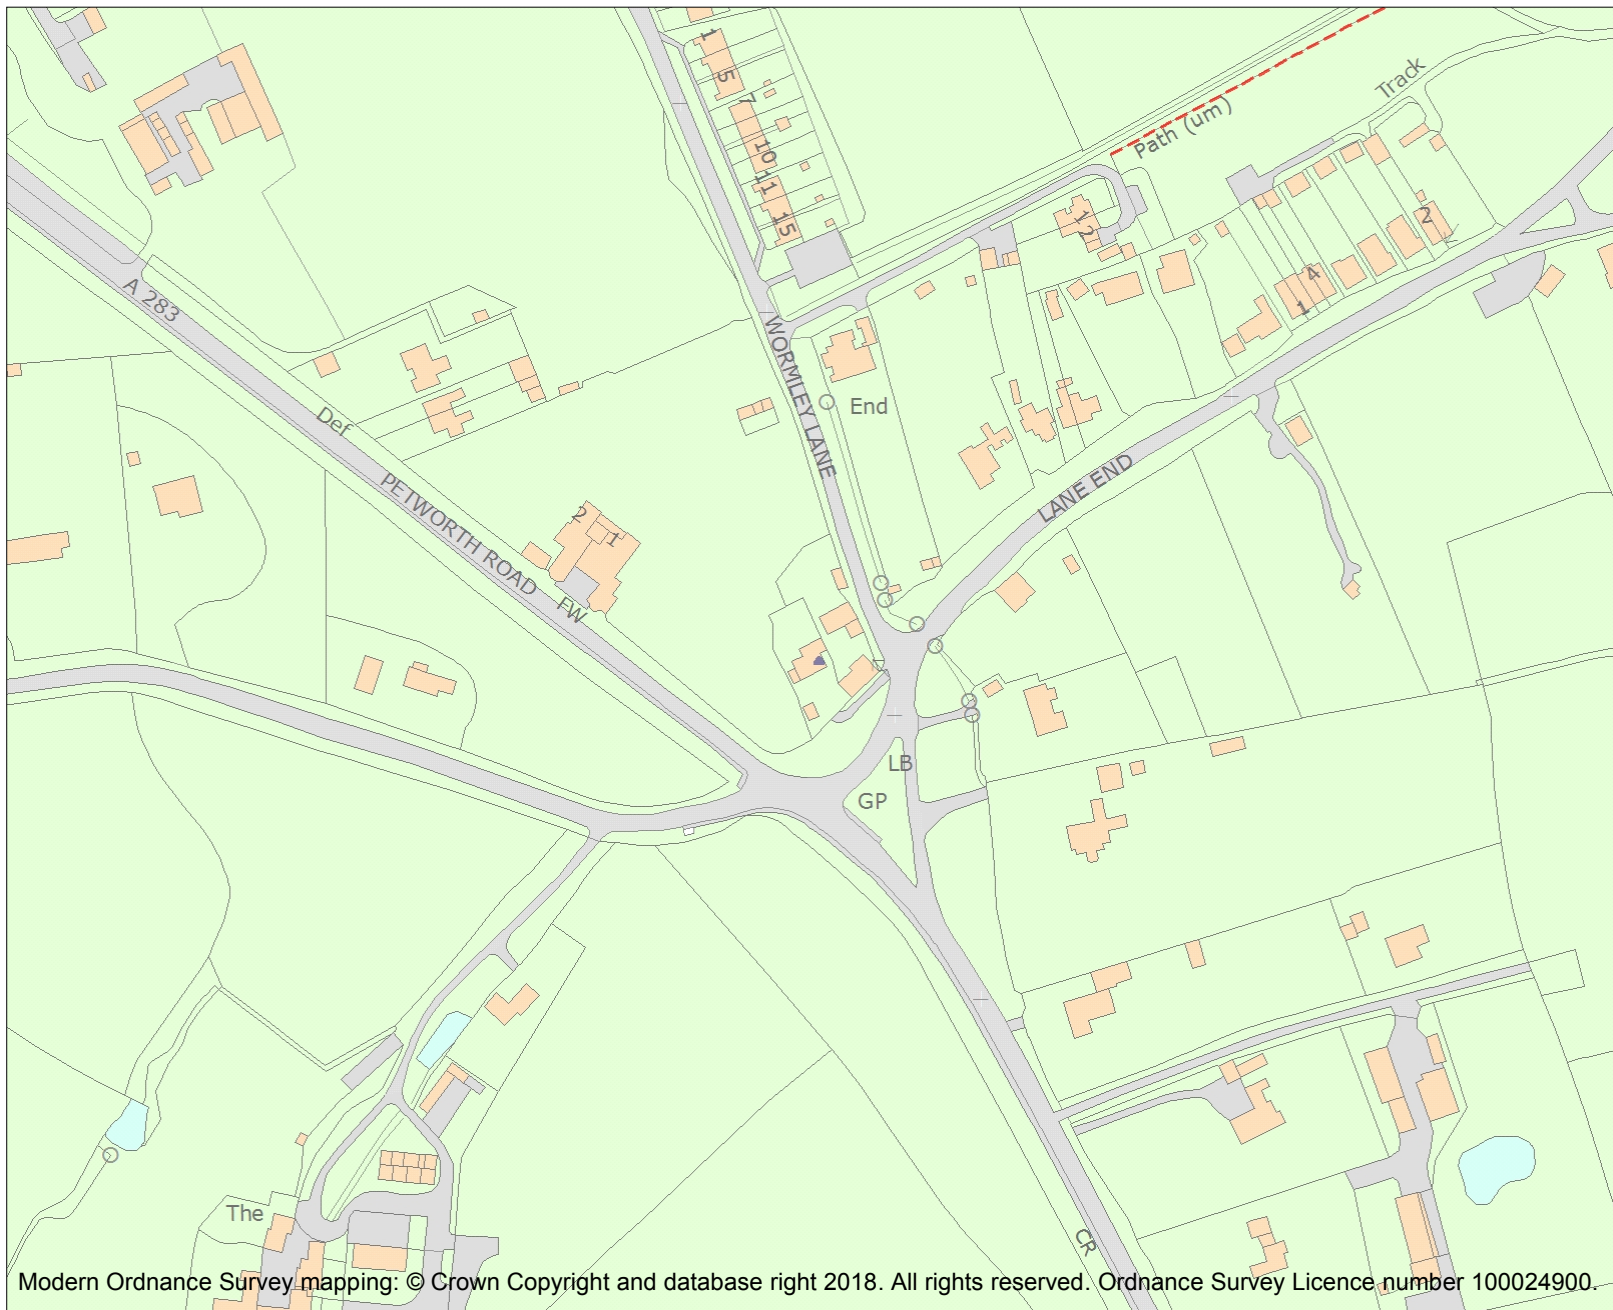 1
5
7
10
11
15
Track
Path (um)
12
2
4
1
A 283
WORMLEY LANE
End
Def
LANE END
PETWORTH ROAD
2
1
FW
LB
GP
The
CR
Modern Ordnance Survey mapping: © Crown Copyright and database right 2018. All rights reserved. Ordnance Survey Licence number 100024900.